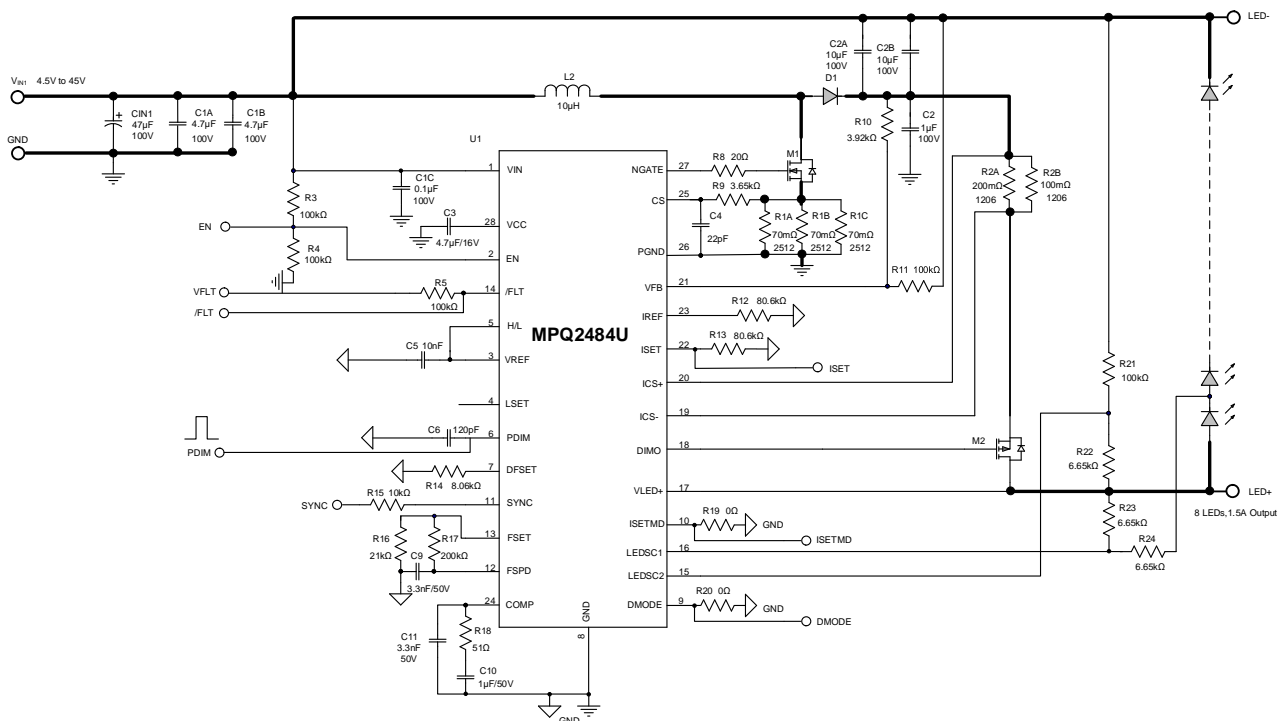 LED-
C2A
10µF
100V
C2B
10µF
100V
VIN1 4.5V to 45V
L2
10µH
D1
CIN1
47µF
100V
+
C1A
4.7µF
100V
C1B
4.7µF
100V
R10
3.92kΩ
C2
1µF
100V
GND
U1
MPQ2484U
1 VIN
28 VCC
2 EN
14 /FLT
5 H/L
3 VREF
4 LSET
6 PDIM
7 DFSET
11 SYNC
13 FSET
12 FSPD
24 COMP
GND
8
NGATE 27
CS 25
PGND 26
VFB 21
IREF 23
ISET 22
ICS+ 20
ICS- 19
DIMO 18
VLED+ 17
ISETMD 10
LEDSC1 16
LEDSC2 15
DMODE 9
C1C
0.1µF
100V
R3
100kΩ
C3
4.7µF/16V
EN
R4
100kΩ
VFLT
R5
100kΩ
/FLT
C5 10nF
C6 120pF
PDIM
R14 8.06kΩ
SYNC
R15 10kΩ
R16
21kΩ
R17
200kΩ
C9
3.3nF/50V
C11
3.3nF
50V
R18
51Ω
C10
1µF/50V
GND
R8 20Ω
M1
R9 3.65kΩ
C4
22pF
R1A
70mΩ
2512
R1B
70mΩ
2512
R1C
70mΩ
2512
R2A
200mΩ
1206
R2B
100mΩ
1206
R11 100kΩ
R12 80.6kΩ
R13 80.6kΩ
ISET
M2
R21
100kΩ
R22
6.65kΩ
LED+
8 LEDs,1.5A Output
R23
6.65kΩ
R24
6.65kΩ
R19 0Ω
GND
ISETMD
R20 0Ω
GND
DMODE